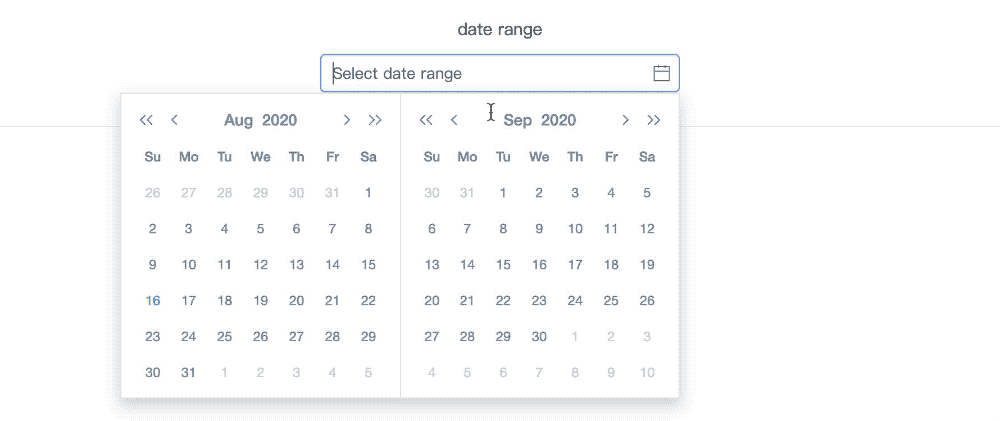 date range
Select date range
Aug 2020
Su Mo Tu We Th Fr Sa
26 27 28 29 30 31 1
2 3 4 5 6 7 8
9 10 11 12 13 14 15
16 17 18 19 20 21 22
23 24 25 26 27 28 29
30 31 1 2 3 4 5
Sep 2020
Su Mo Tu We Th Fr Sa
30 31 1 2 3 4 5
6 7 8 9 10 11 12
13 14 15 16 17 18 19
20 21 22 23 24 25 26
27 28 29 30 1 2 3
4 5 6 7 8 9 10